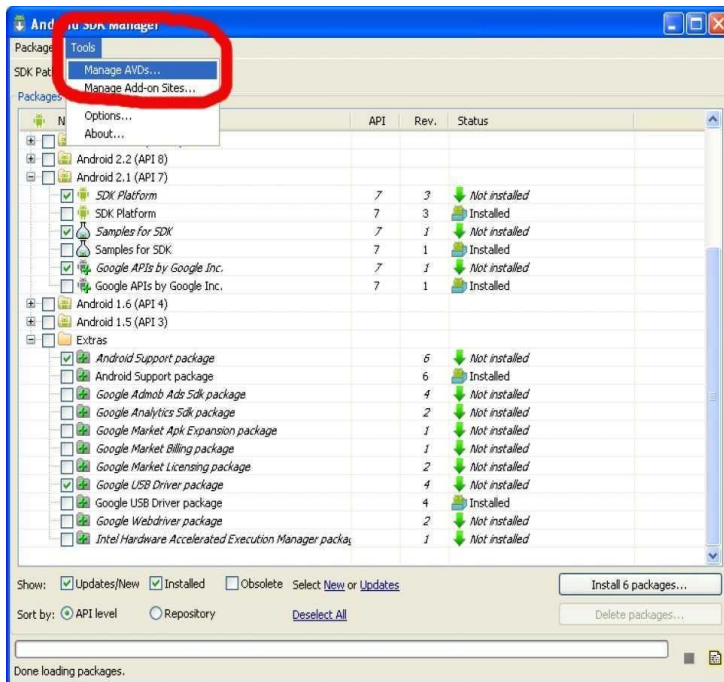 Android SDK Manager
Package Tools
SDK Pat
Manage AVDs...
Manage Add-on Sites...
Packages
Options...
About...
N API Rev. Status
Android 2.2 (API 8)
Android 2.1 (API 7)
SDK Platform 7 3 Not installed
SDK Platform 7 3 Installed
Samples for SDK 7 1 Not installed
Samples for SDK 7 1 Installed
Google APIs by Google Inc. 7 1 Not installed
Google APIs by Google Inc. 7 1 Installed
Android 1.6 (API 4)
Android 1.5 (API 3)
Extras
Android Support package 6 Not installed
Android Support package 6 Installed
Google Admob Ads Sdk package 4 Not installed
Google Analytics Sdk package 2 Not installed
Google Market Apk Expansion package 1 Not installed
Google Market Billing package 1 Not installed
Google Market Licensing package 2 Not installed
Google USB Driver package 4 Not installed
Google USB Driver package 4 Installed
Google Webdriver package 2 Not installed
Intel Hardware Accelerated Execution Manager packag 1 Not installed
Show: Updates/New Installed Obsolete Select New or Updates Install 6 packages...
Sort by: API level Repository Deselect All Delete packages...
Done loading packages.